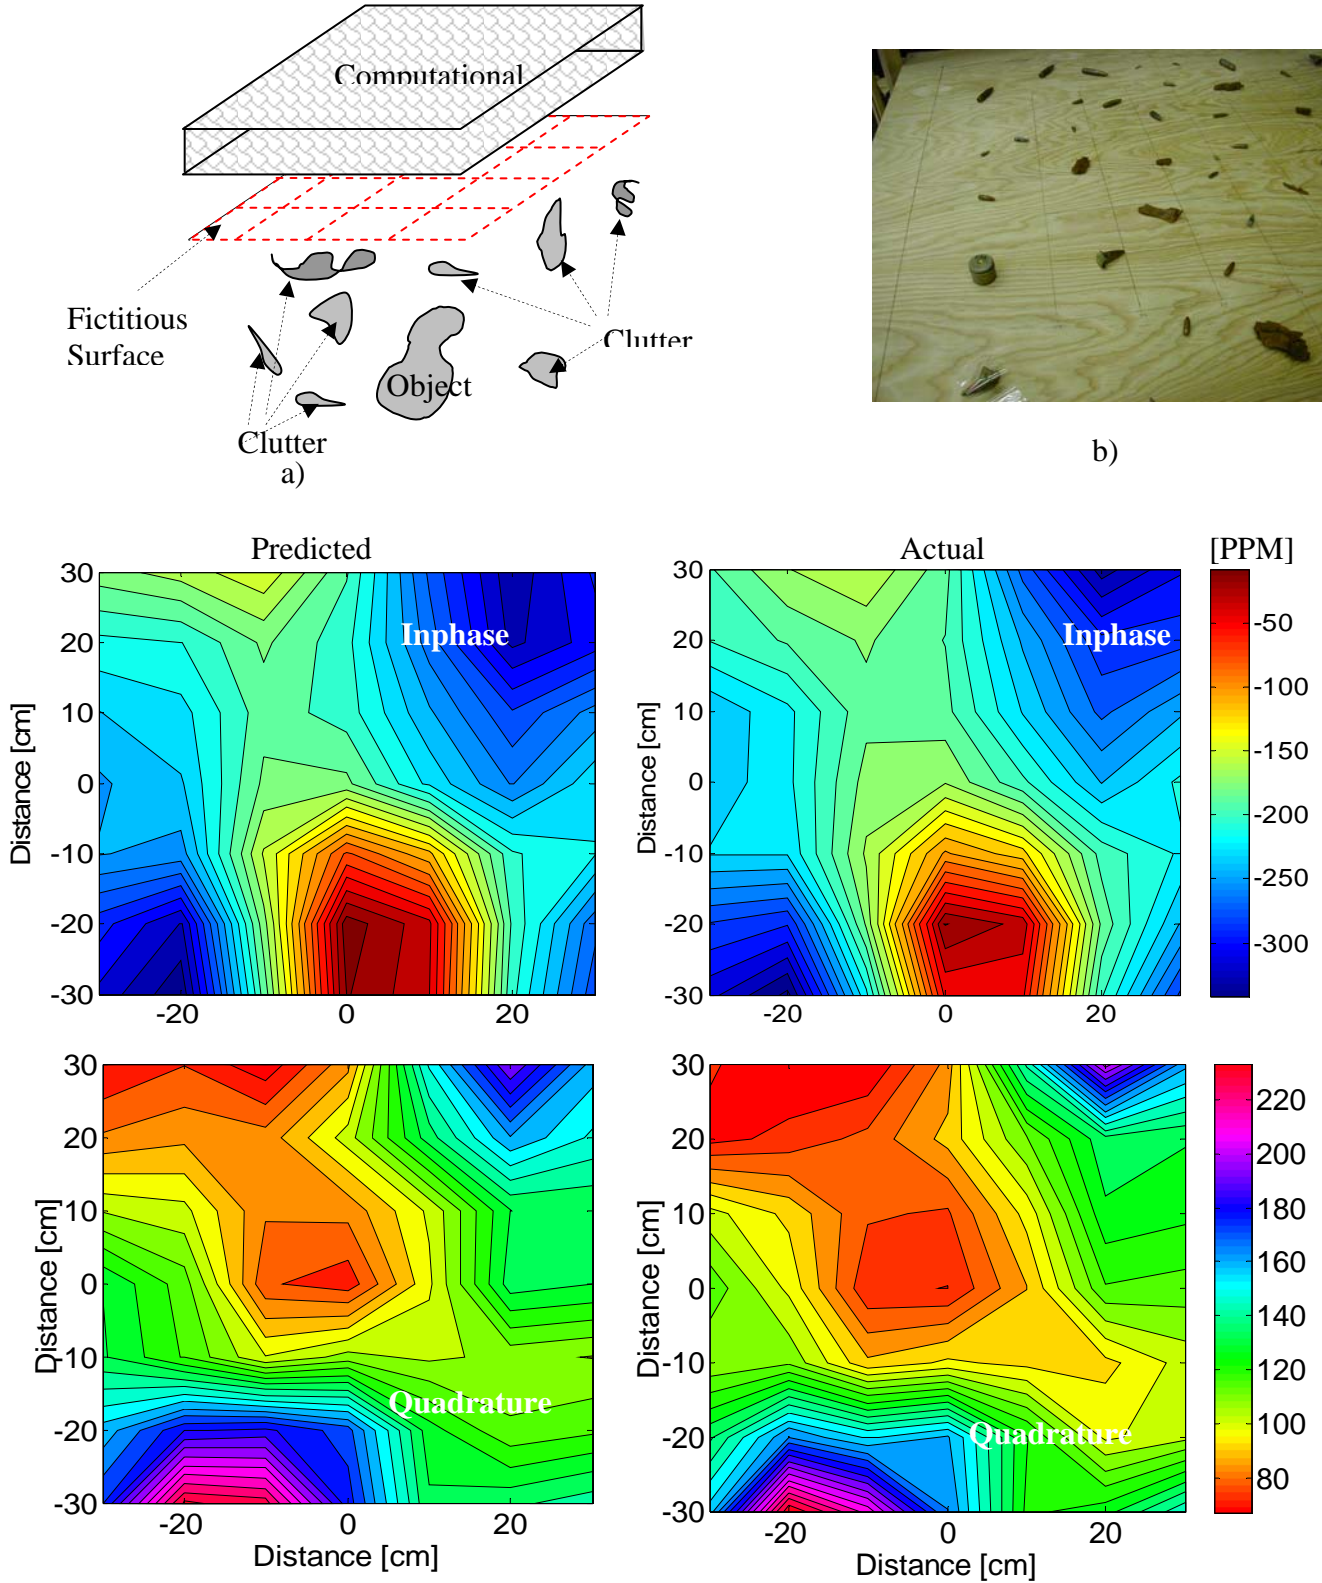 Computational
Fictitious
Surface
Clutter
Object
Clutter
a)
b)
Predicted
Actual
[PPM]
30
20
10
0
-10
-20
-30
-20
0
20
Distance [cm]
Inphase
30
20
10
0
-10
-20
-30
-20
0
20
Distance [cm]
Inphase
-50
-100
-150
-200
-250
-300
30
20
10
0
-10
-20
-30
-20
0
20
Distance [cm]
Distance [cm]
Quadrature
30
20
10
0
-10
-20
-30
-20
0
20
Distance [cm]
Distance [cm]
Quadrature
220
200
180
160
140
120
100
80